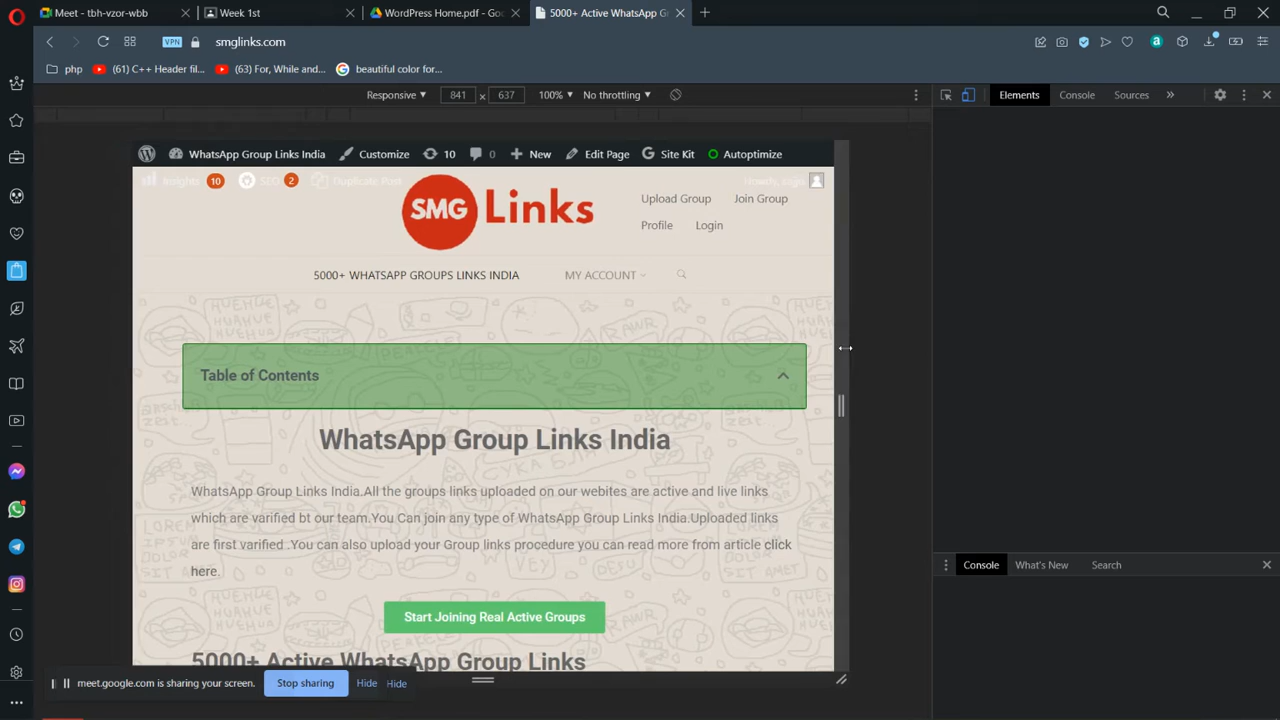 Meet - tbh-vzor-wbb
Week 1st
WordPress Home.pdf - Goo
5000+ Active WhatsApp G
VPN
smglinks.com
php
(61) C++ Header fil...
(63) For, While and...
beautiful color for...
Responsive
841
x
637
100%
No throttling
Elements
Console
Sources
WhatsApp Group Links India
Customize
10
0
New
Edit Page
Site Kit
Autoptimize
Insights
10
SEO
2
Duplicate Post
SMG Links
Upload Group
Join Group
Profile
Login
5000+ WHATSAPP GROUPS LINKS INDIA
MY ACCOUNT
Table of Contents
WhatsApp Group Links India
WhatsApp Group Links India.All the groups links uploaded on our webites are active and live links
which are varified bt our team.You Can join any type of WhatsApp Group Links India.Uploaded links
are first varified .You can also upload your Group links procedure you can read more from article click
here.
Start Joining Real Active Groups
5000+ Active WhatsApp Group Links
meet.google.com is sharing your screen.
Stop sharing
Hide
Hide
Console
What's New
Search